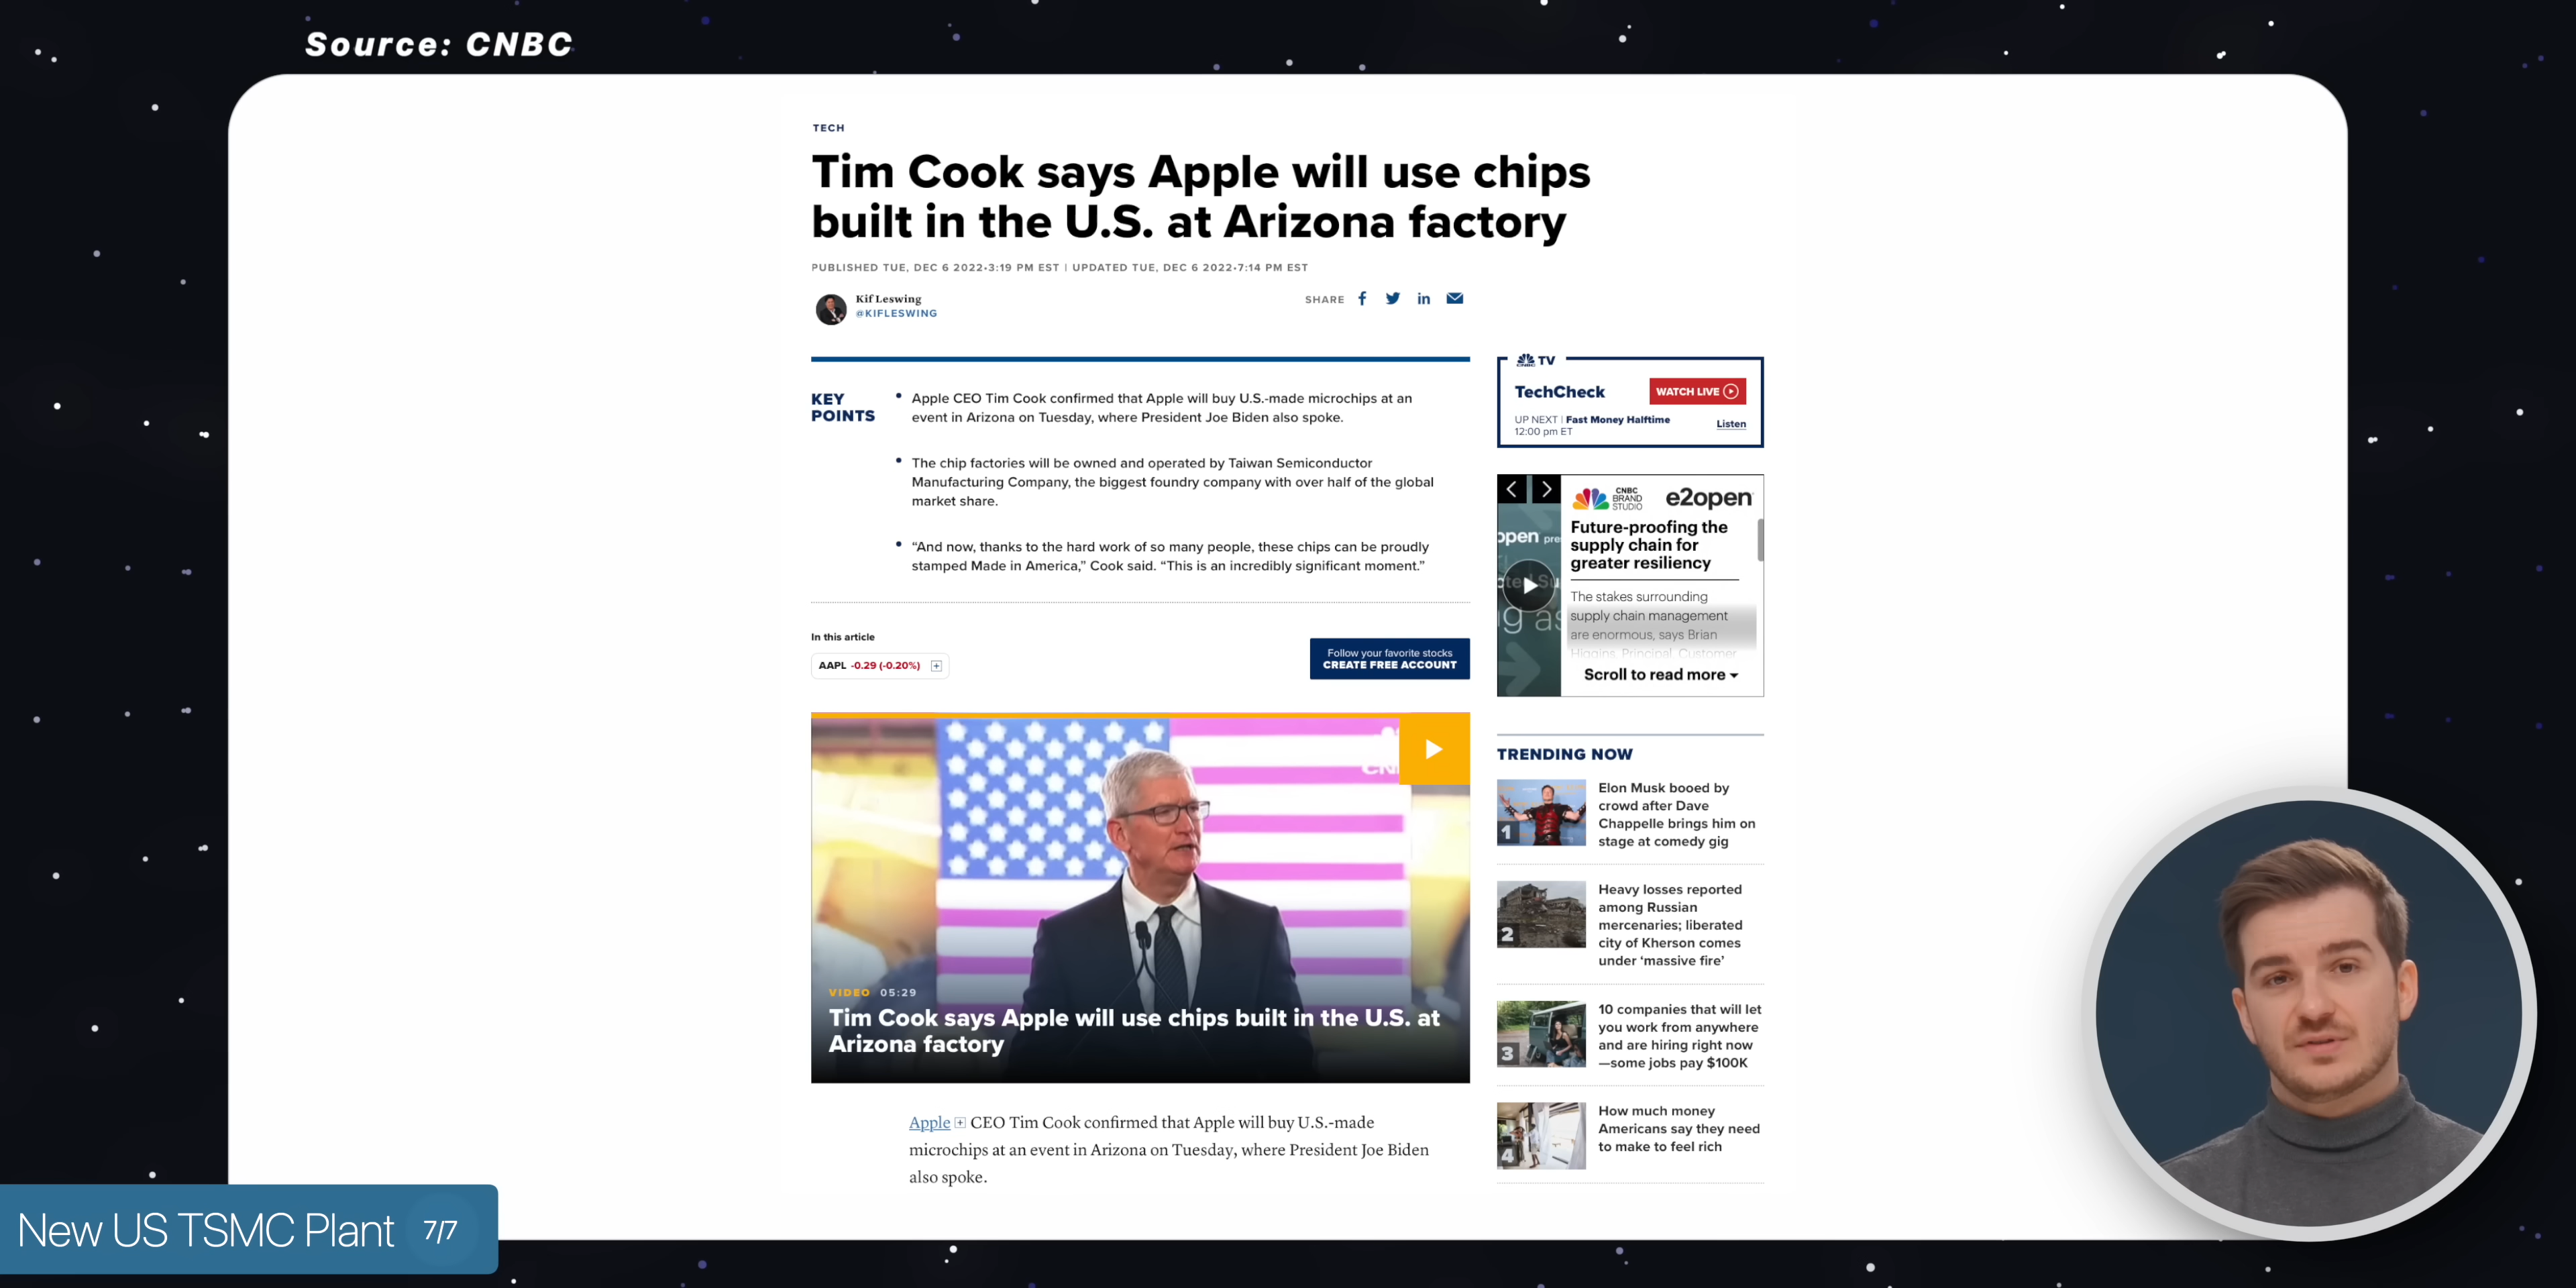 Source: CNBC
TECH
Tim Cook says Apple will use chips
built in the U.S. at Arizona factory
PUBLISHED TUE, DEC 6 2022•3:19 PM EST | UPDATED TUE, DEC 6 2022•7:14 PM EST
Kif Leswing
@KIFLESWING
SHARE
KEY
POINTS
• Apple CEO Tim Cook confirmed that Apple will buy U.S.-made microchips at an
event in Arizona on Tuesday, where President Joe Biden also spoke.
• The chip factories will be owned and operated by Taiwan Semiconductor
Manufacturing Company, the biggest foundry company with over half of the global
market share.
• “And now, thanks to the hard work of so many people, these chips can be proudly
stamped Made in America,” Cook said. “This is an incredibly significant moment.”
In this article
AAPL -0.29 (-0.20%)
Follow your favorite stocks
CREATE FREE ACCOUNT
VIDEO 05:29
Tim Cook says Apple will use chips built in the U.S. at
Arizona factory
Apple CEO Tim Cook confirmed that Apple will buy U.S.-made
microchips at an event in Arizona on Tuesday, where President Joe Biden
also spoke.
CNBC TV
TechCheck
WATCH LIVE
UP NEXT | Fast Money Halftime
12:00 pm ET
Listen
CNBC
BRAND
STUDIO
e2open
Future-proofing the
supply chain for
greater resiliency
The stakes surrounding
supply chain management
are enormous, says Brian
Higgins, Principal, Customer
Scroll to read more
TRENDING NOW
1
Elon Musk booed by
crowd after Dave
Chappelle brings him on
stage at comedy gig
2
Heavy losses reported
among Russian
mercenaries; liberated
city of Kherson comes
under ‘massive fire’
3
10 companies that will let
you work from anywhere
and are hiring right now
—some jobs pay $100K
4
How much money
Americans say they need
to make to feel rich
New US TSMC Plant 7/7